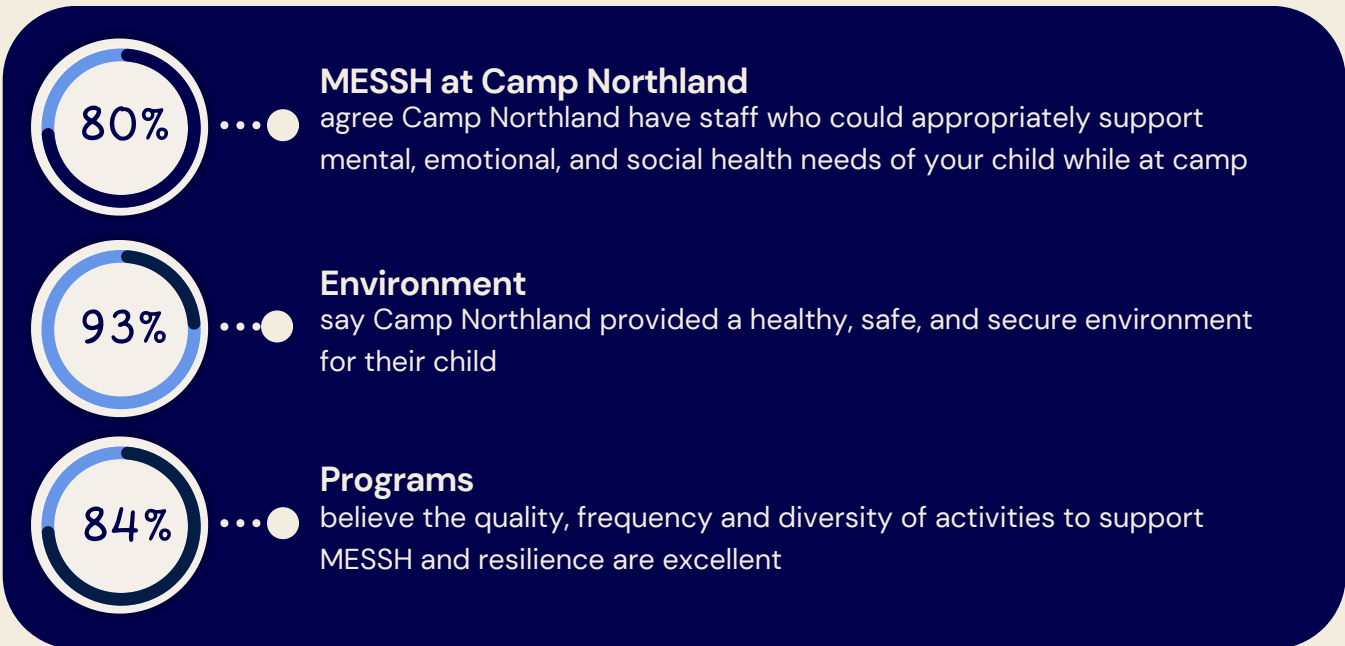 80%
MESSH at Camp Northland
agree Camp Northland have staff who could appropriately support
mental, emotional, and social health needs of your child while at camp
93%
Environment
say Camp Northland provided a healthy, safe, and secure environment
for their child
84%
Programs
believe the quality, frequency and diversity of activities to support
MESSH and resilience are excellent